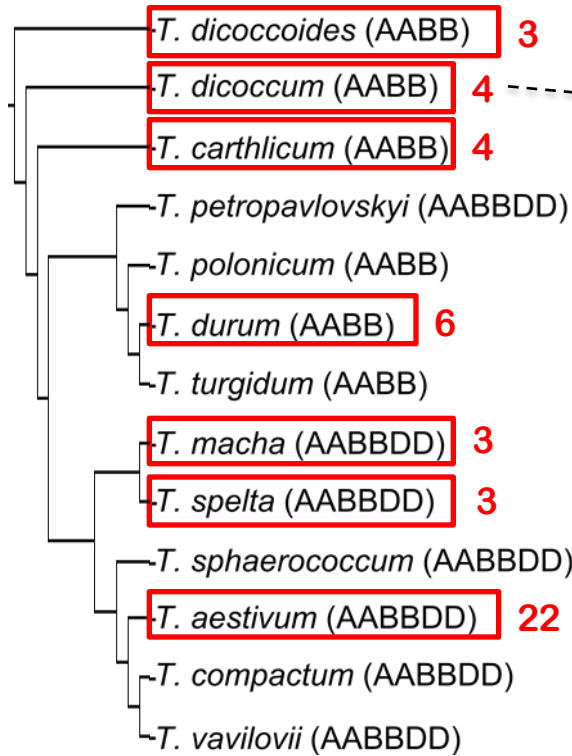 T. dicoccoides (AABB) 3
T. dicoccum (AABB) 4
T. carthlicum (AABB) 4
T. petropavlovskyi (AABBDD)
T. polonicum (AABB)
T. durum (AABB) 6
T. turgidum (AABB)
T. macha (AABBDD) 3
T. spelta (AABBDD) 3
T. sphaerococcum (AABBDD)
T. aestivum (AABBDD) 22
T. compactum (AABBDD)
T. vavilovii (AABBDD)